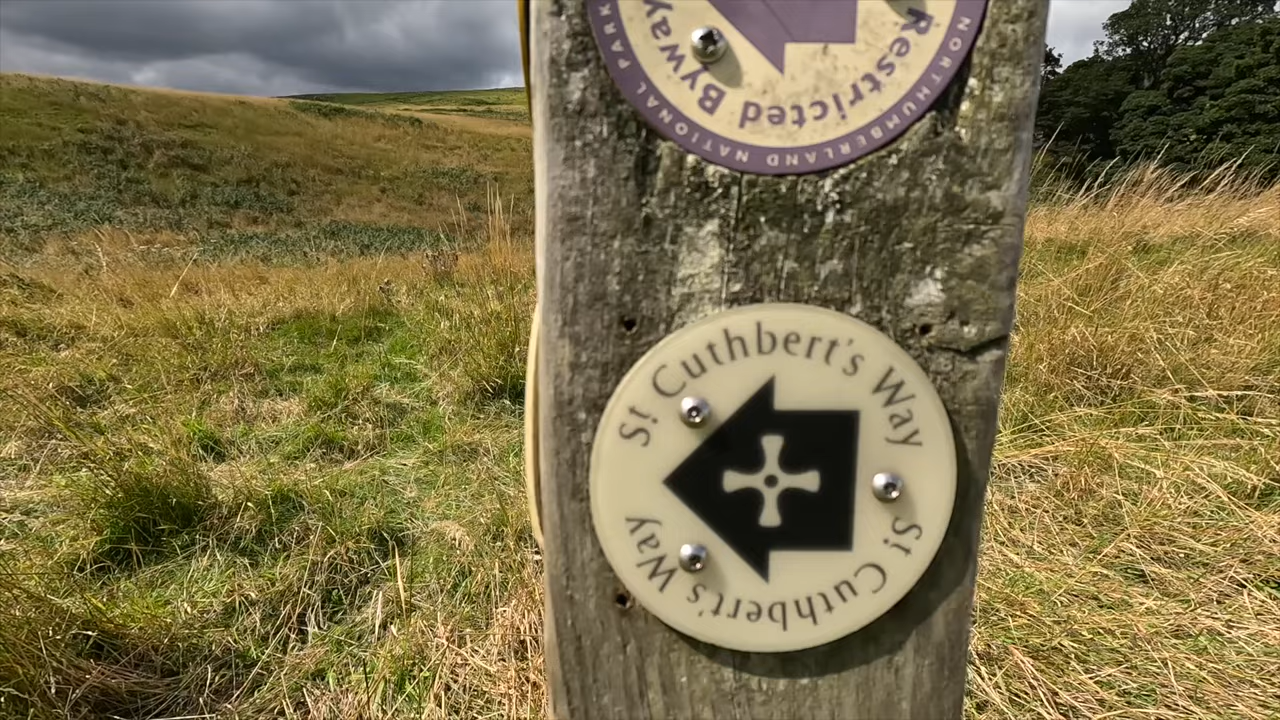 Restricted Byway
NORTHUMBERLAND NATIONAL PARK
St Cuthbert's Way
St Cuthbert's Way